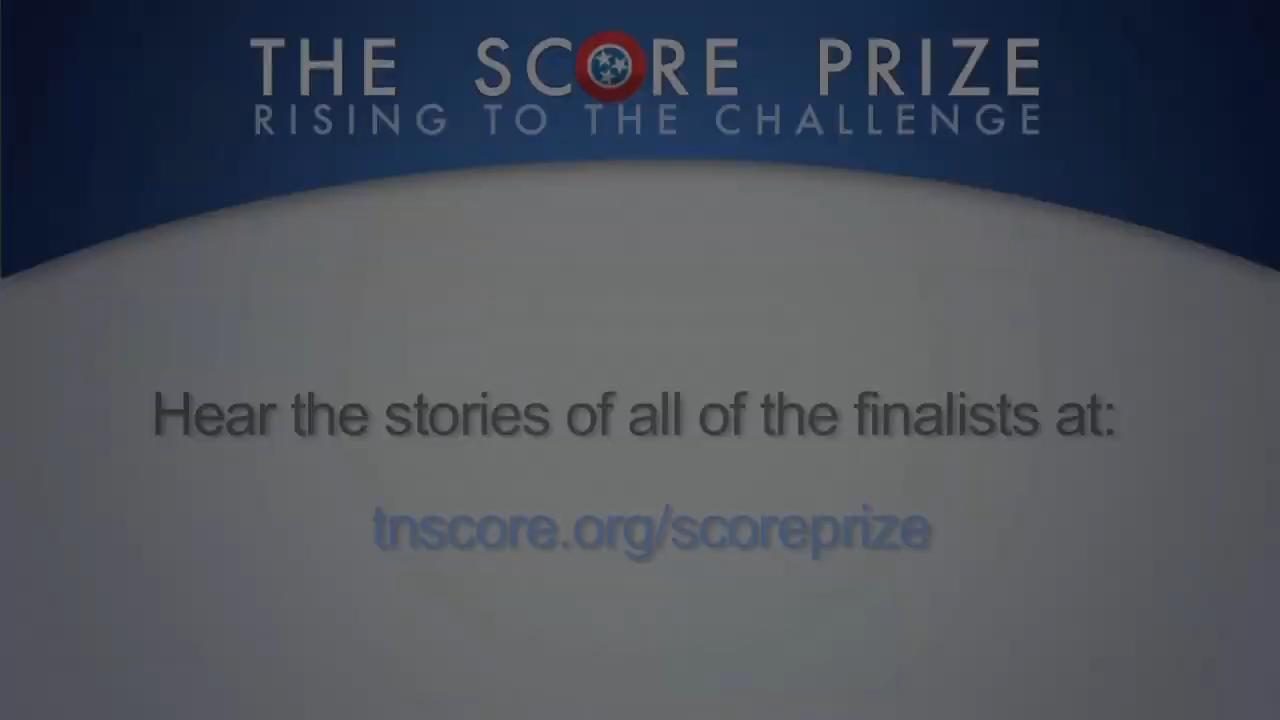 THE SCORE PRIZE
RISING TO THE CHALLENGE
Hear the stories of all of the finalists at:
tnscore.org/scoreprize